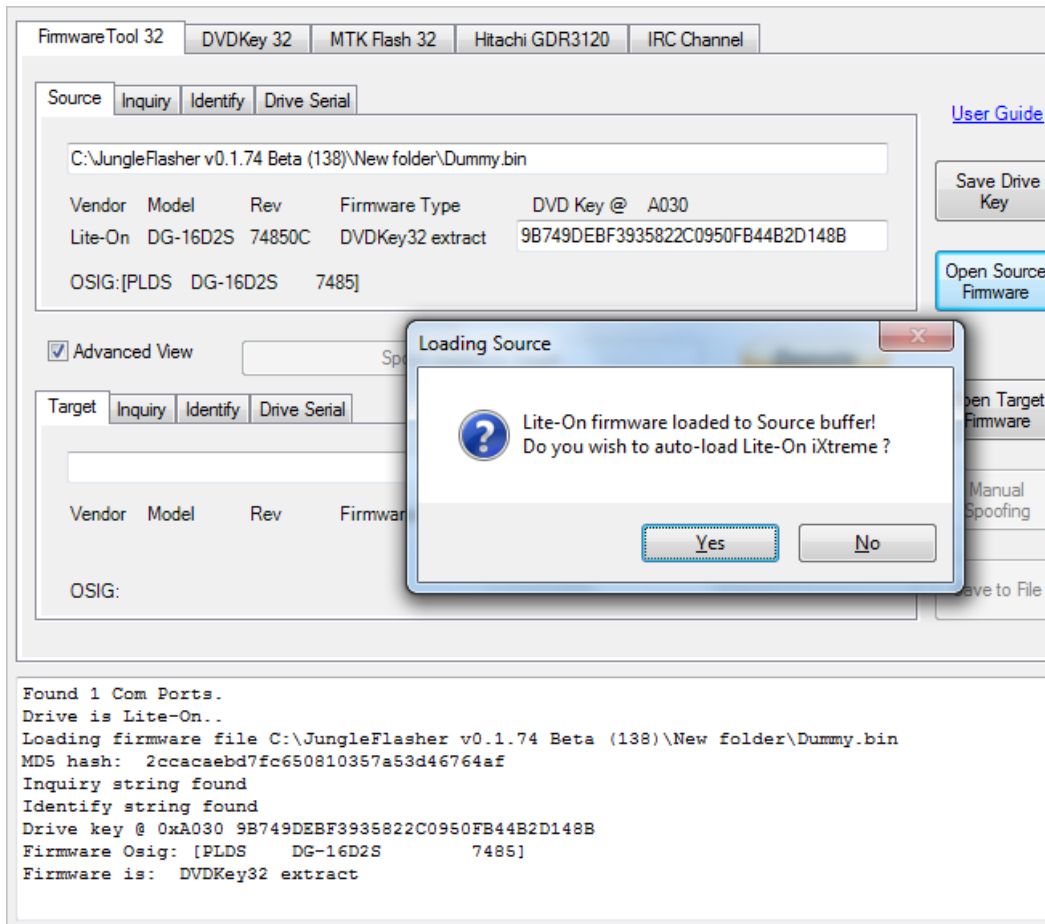 FirmwareTool 32 DVDKey 32 MTK Flash 32 Hitachi GDR3120 IRC Channel
Source Inquiry Identify Drive Serial
User Guide
C:\JungleFlasher v0.1.74 Beta (138)\New folder\Dummy.bin
Save Drive
Key
Vendor Model Rev Firmware Type DVD Key @ A030
Lite-On DG-16D2S 74850C DVDKey32 extract 9B749DEBF3935822C0950FB44B2D148B
Open Source
Firmware
OSIG:[PLDS DG-16D2S 7485]
Loading Source
Advanced View
Lite-On firmware loaded to Source buffer!
Do you wish to auto-load Lite-On iXtreme ?
Yes No
Target Inquiry Identify Drive Serial
Target
Firmware
Vendor Model Rev
Manual
Spoofing
OSIG:
to File
Found 1 Com Ports.
Drive is Lite-On..
Loading firmware file C:\JungleFlasher v0.1.74 Beta (138)\New folder\Dummy.bin
MD5 hash: 2ccacaebd7fc650810357a53d46764af
Inquiry string found
Identify string found
Drive key @ 0xA030 9B749DEBF3935822C0950FB44B2D148B
Firmware Osig: [PLDS DG-16D2S 7485]
Firmware is: DVDKey32 extract